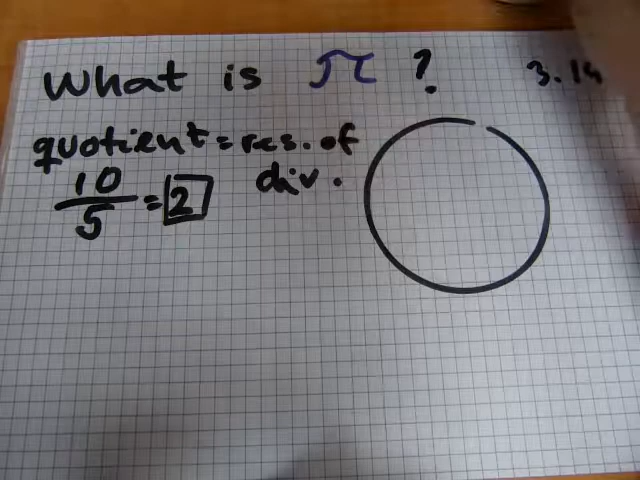 What is π ?
3.14
quotient = res. of
div.
10
5
= 2